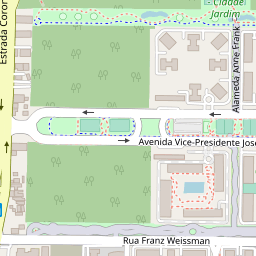 Cidade
Jardim
Estrada Coror
Alameda Anne Frank
Avenida Vice-Presidente José
Rua Franz Weissman